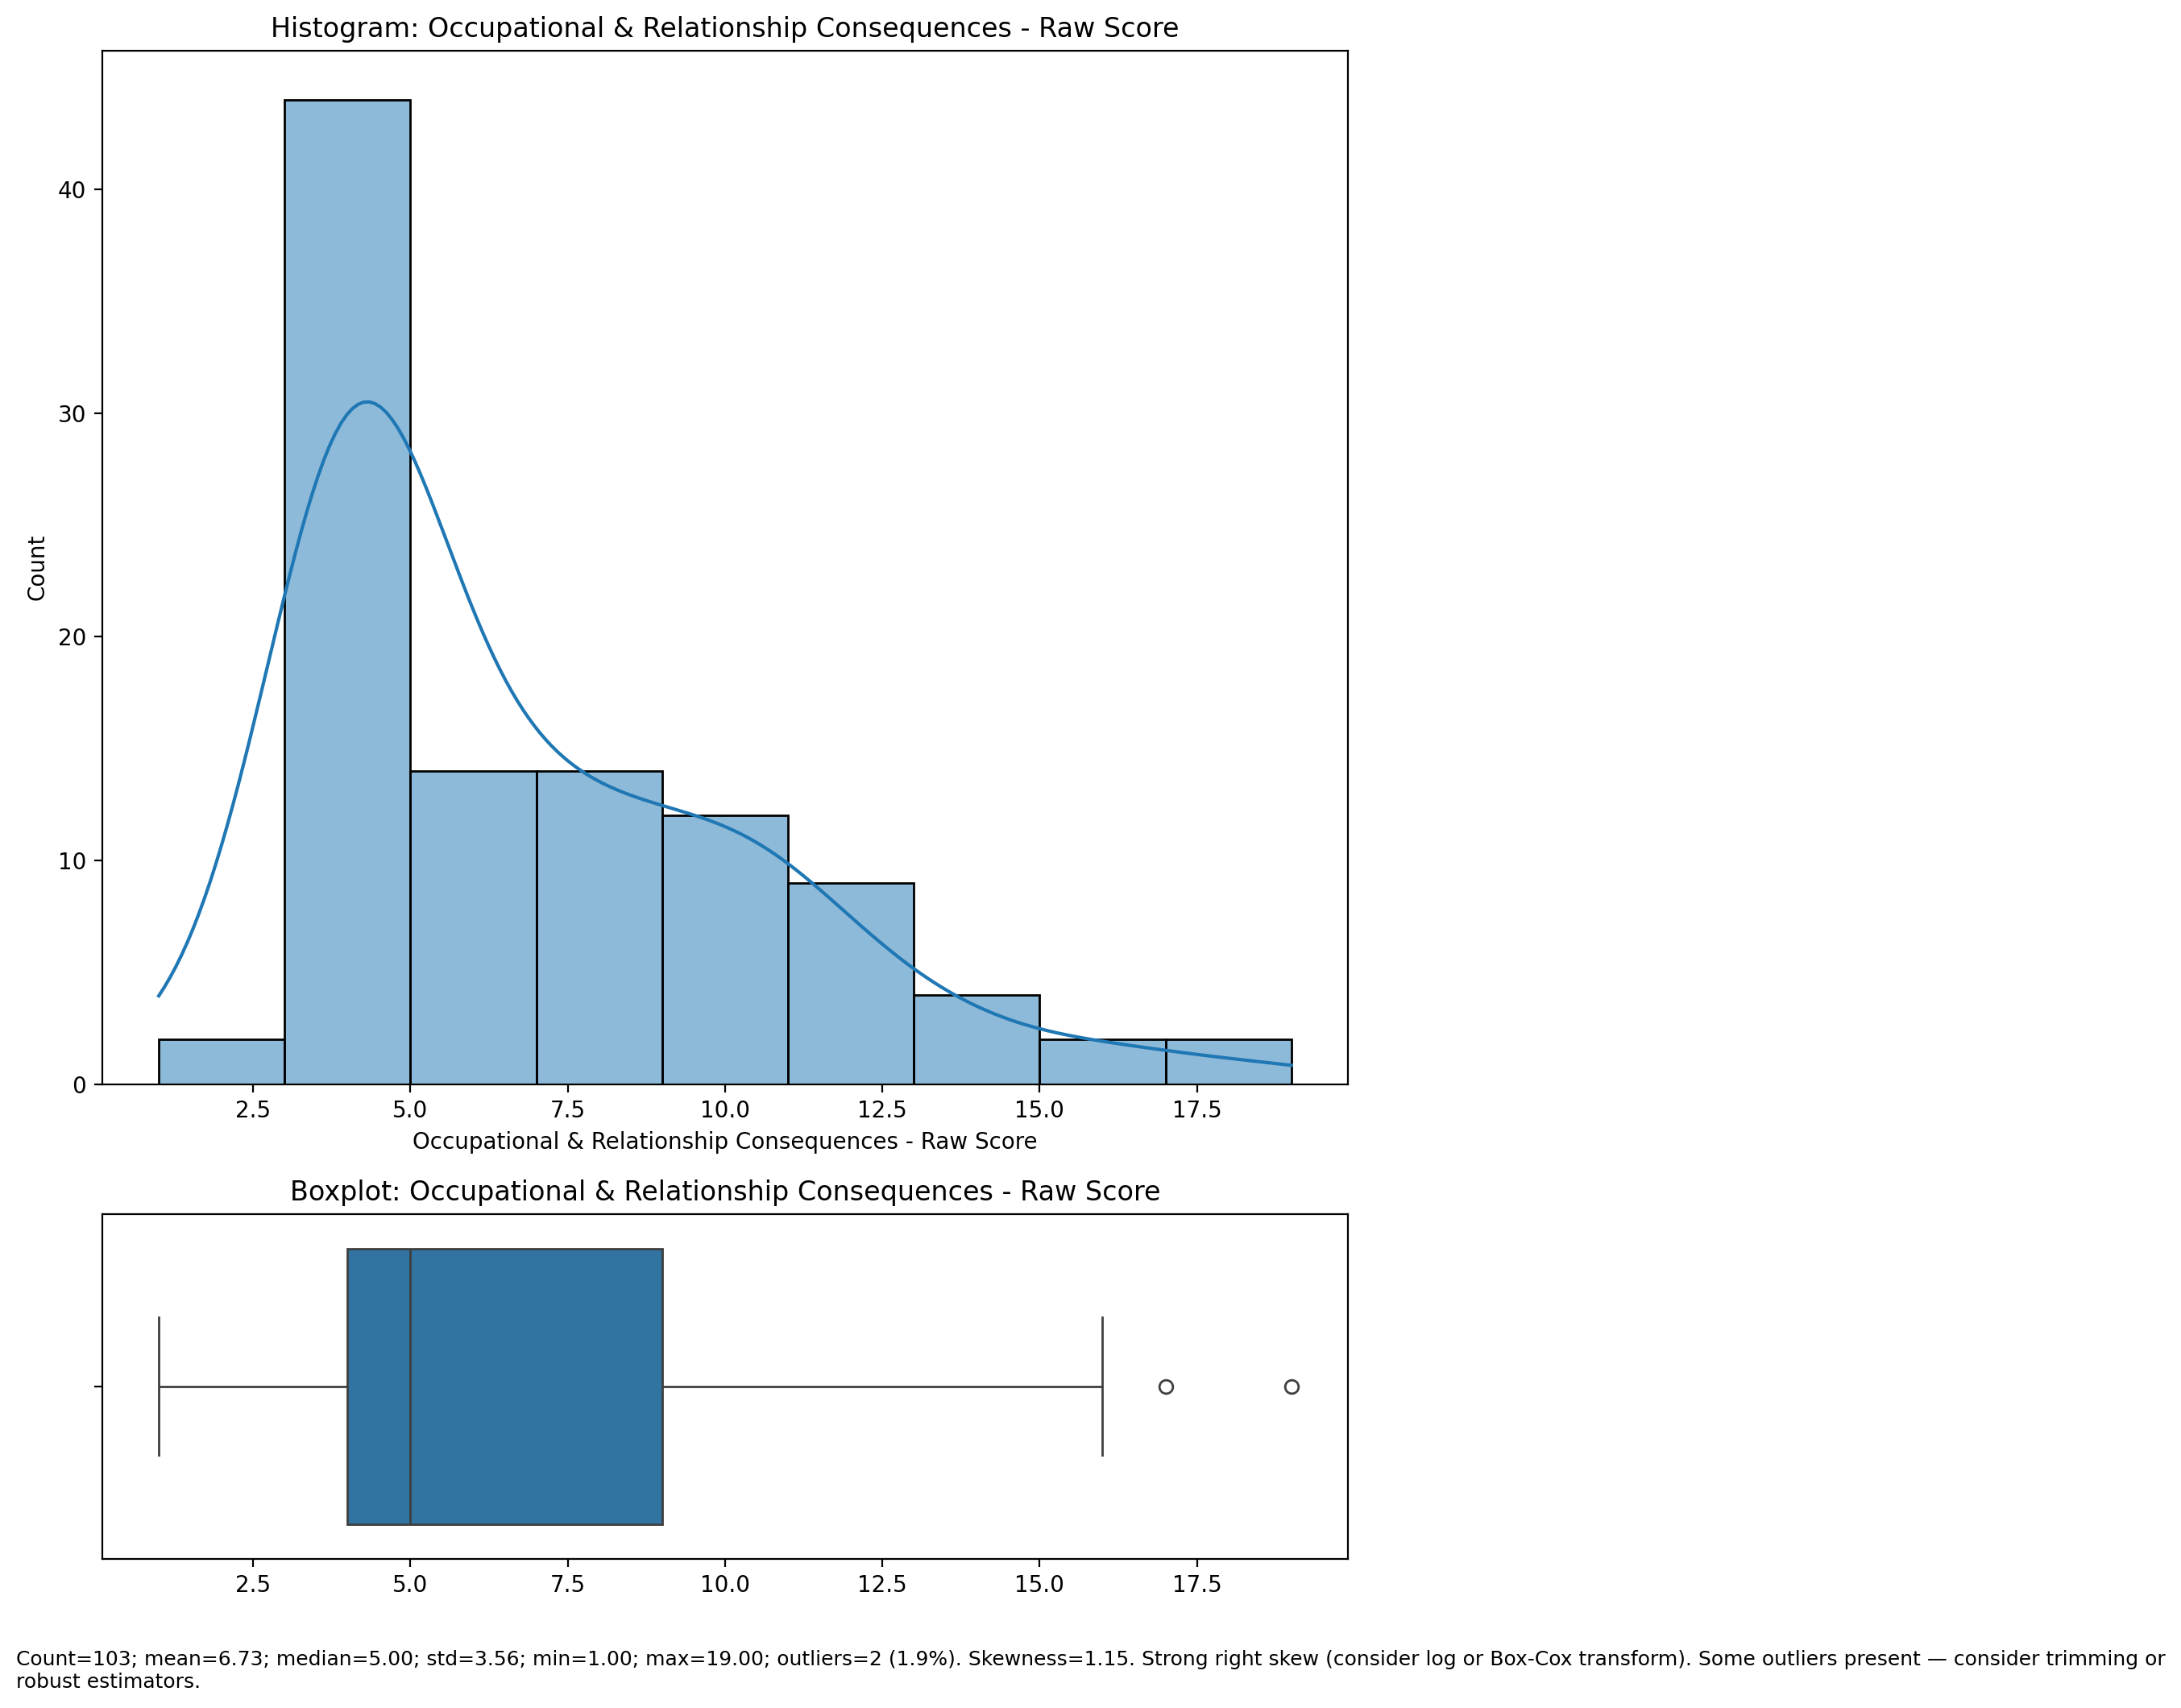 Histogram: Occupational & Relationship Consequences - Raw Score
Count
40
30
20
10
0
2.5 5.0 7.5 10.0 12.5 15.0 17.5
Occupational & Relationship Consequences - Raw Score
Boxplot: Occupational & Relationship Consequences - Raw Score
2.5 5.0 7.5 10.0 12.5 15.0 17.5
Count=103; mean=6.73; median=5.00; std=3.56; min=1.00; max=19.00; outliers=2 (1.9%). Skewness=1.15. Strong right skew (consider log or Box-Cox transform). Some outliers present — consider trimming or
robust estimators.